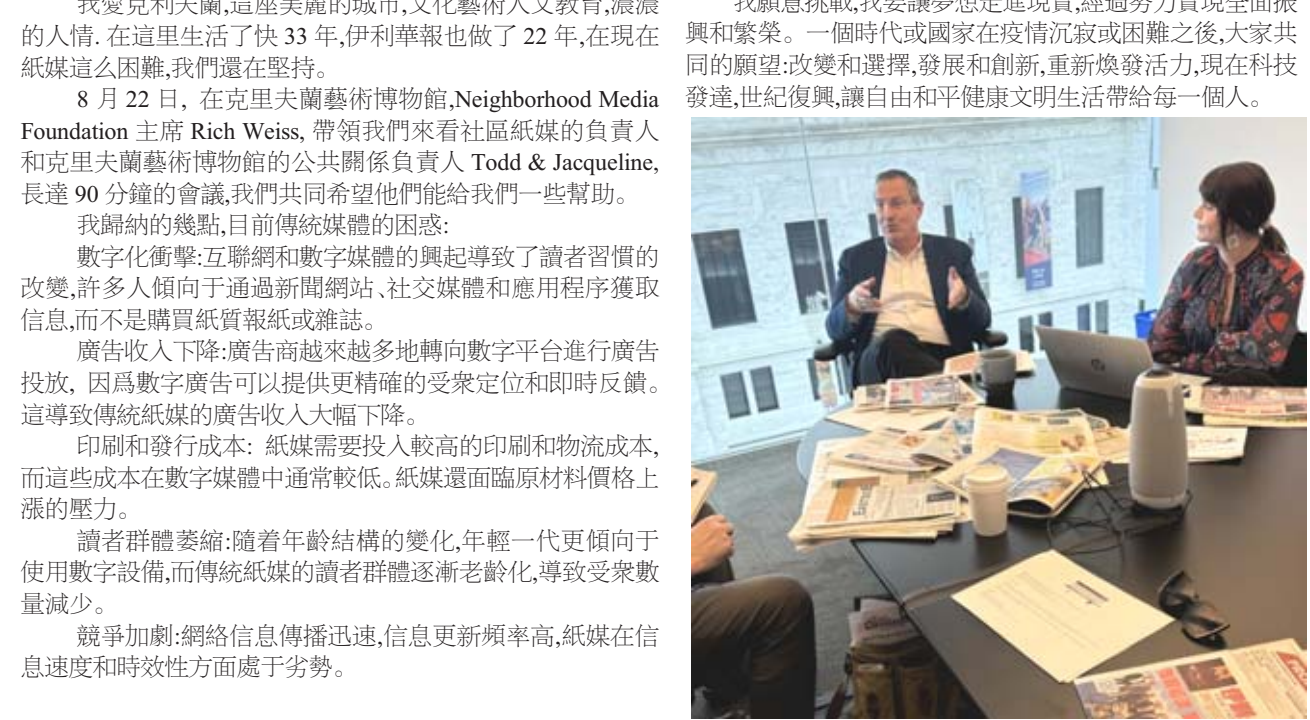 我愛克利夫蘭,這座美麗的城市,文化藝術人文教育,濃濃
的人情. 在這里生活了快 33 年,伊利華報也做了 22 年,在現在
紙媒這么困難,我們還在堅持。
8 月 22 日, 在克里夫蘭藝術博物館,Neighborhood Media
Foundation 主席 Rich Weiss, 帶領我們來看社區紙媒的負責人
和克里夫蘭藝術博物館的公共關係負責人 Todd & Jacqueline,
長達 90 分鐘的會議,我們共同希望他們能給我們一些幫助。
我歸納的幾點,目前傳統媒體的困惑:
數字化衝擊:互聯網和數字媒體的興起導致了讀者習慣的
改變,許多人傾向于通過新聞網站、社交媒體和應用程序獲取
信息,而不是購買紙質報紙或雜誌。
廣告收入下降:廣告商越來越多地轉向數字平台進行廣告
投放, 因爲數字廣告可以提供更精確的受衆定位和即時反饋。
這導致傳統紙媒的廣告收入大幅下降。
印刷和發行成本: 紙媒需要投入較高的印刷和物流成本,
而這些成本在數字媒體中通常較低。紙媒還面臨原材料價格上
漲的壓力。
讀者群體萎縮:隨着年齡結構的變化,年輕一代更傾向于
使用數字設備,而傳統紙媒的讀者群體逐漸老齡化,導致受衆數
量減少。
競爭加劇:網絡信息傳播迅速,信息更新頻率高,紙媒在信
息速度和時效性方面處于劣勢。
我願意挑戰,我要讓夢想走進現實,經過努力實現全面振
興和繁榮。一個時代或國家在疫情沉寂或困難之後,大家共
同的願望:改變和選擇,發展和創新,重新煥發活力,現在科技
發達,世紀復興,讓自由和平健康文明生活帶給每一個人。